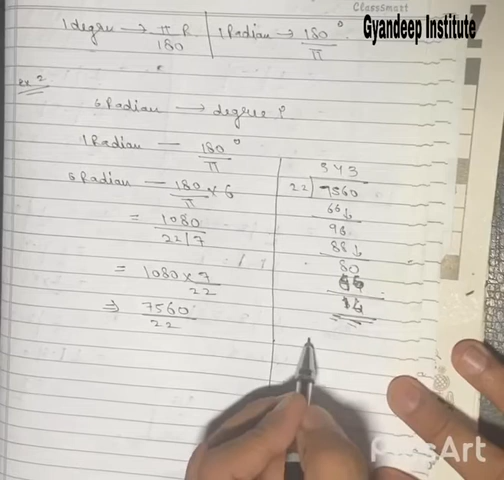 ClassSmart
Gyandeep Institute
1 degree → πR/180 | 1 Radian → 180°/π
ex 2
6 Radian → degree ?
1 Radian — 180°/π
6 Radian — 180/π × 6
= 1080/22/7
= 1080 × 7/22
⇒ 7560/22
343
22) 7560
66↓
96
88↓
80
PicsArt